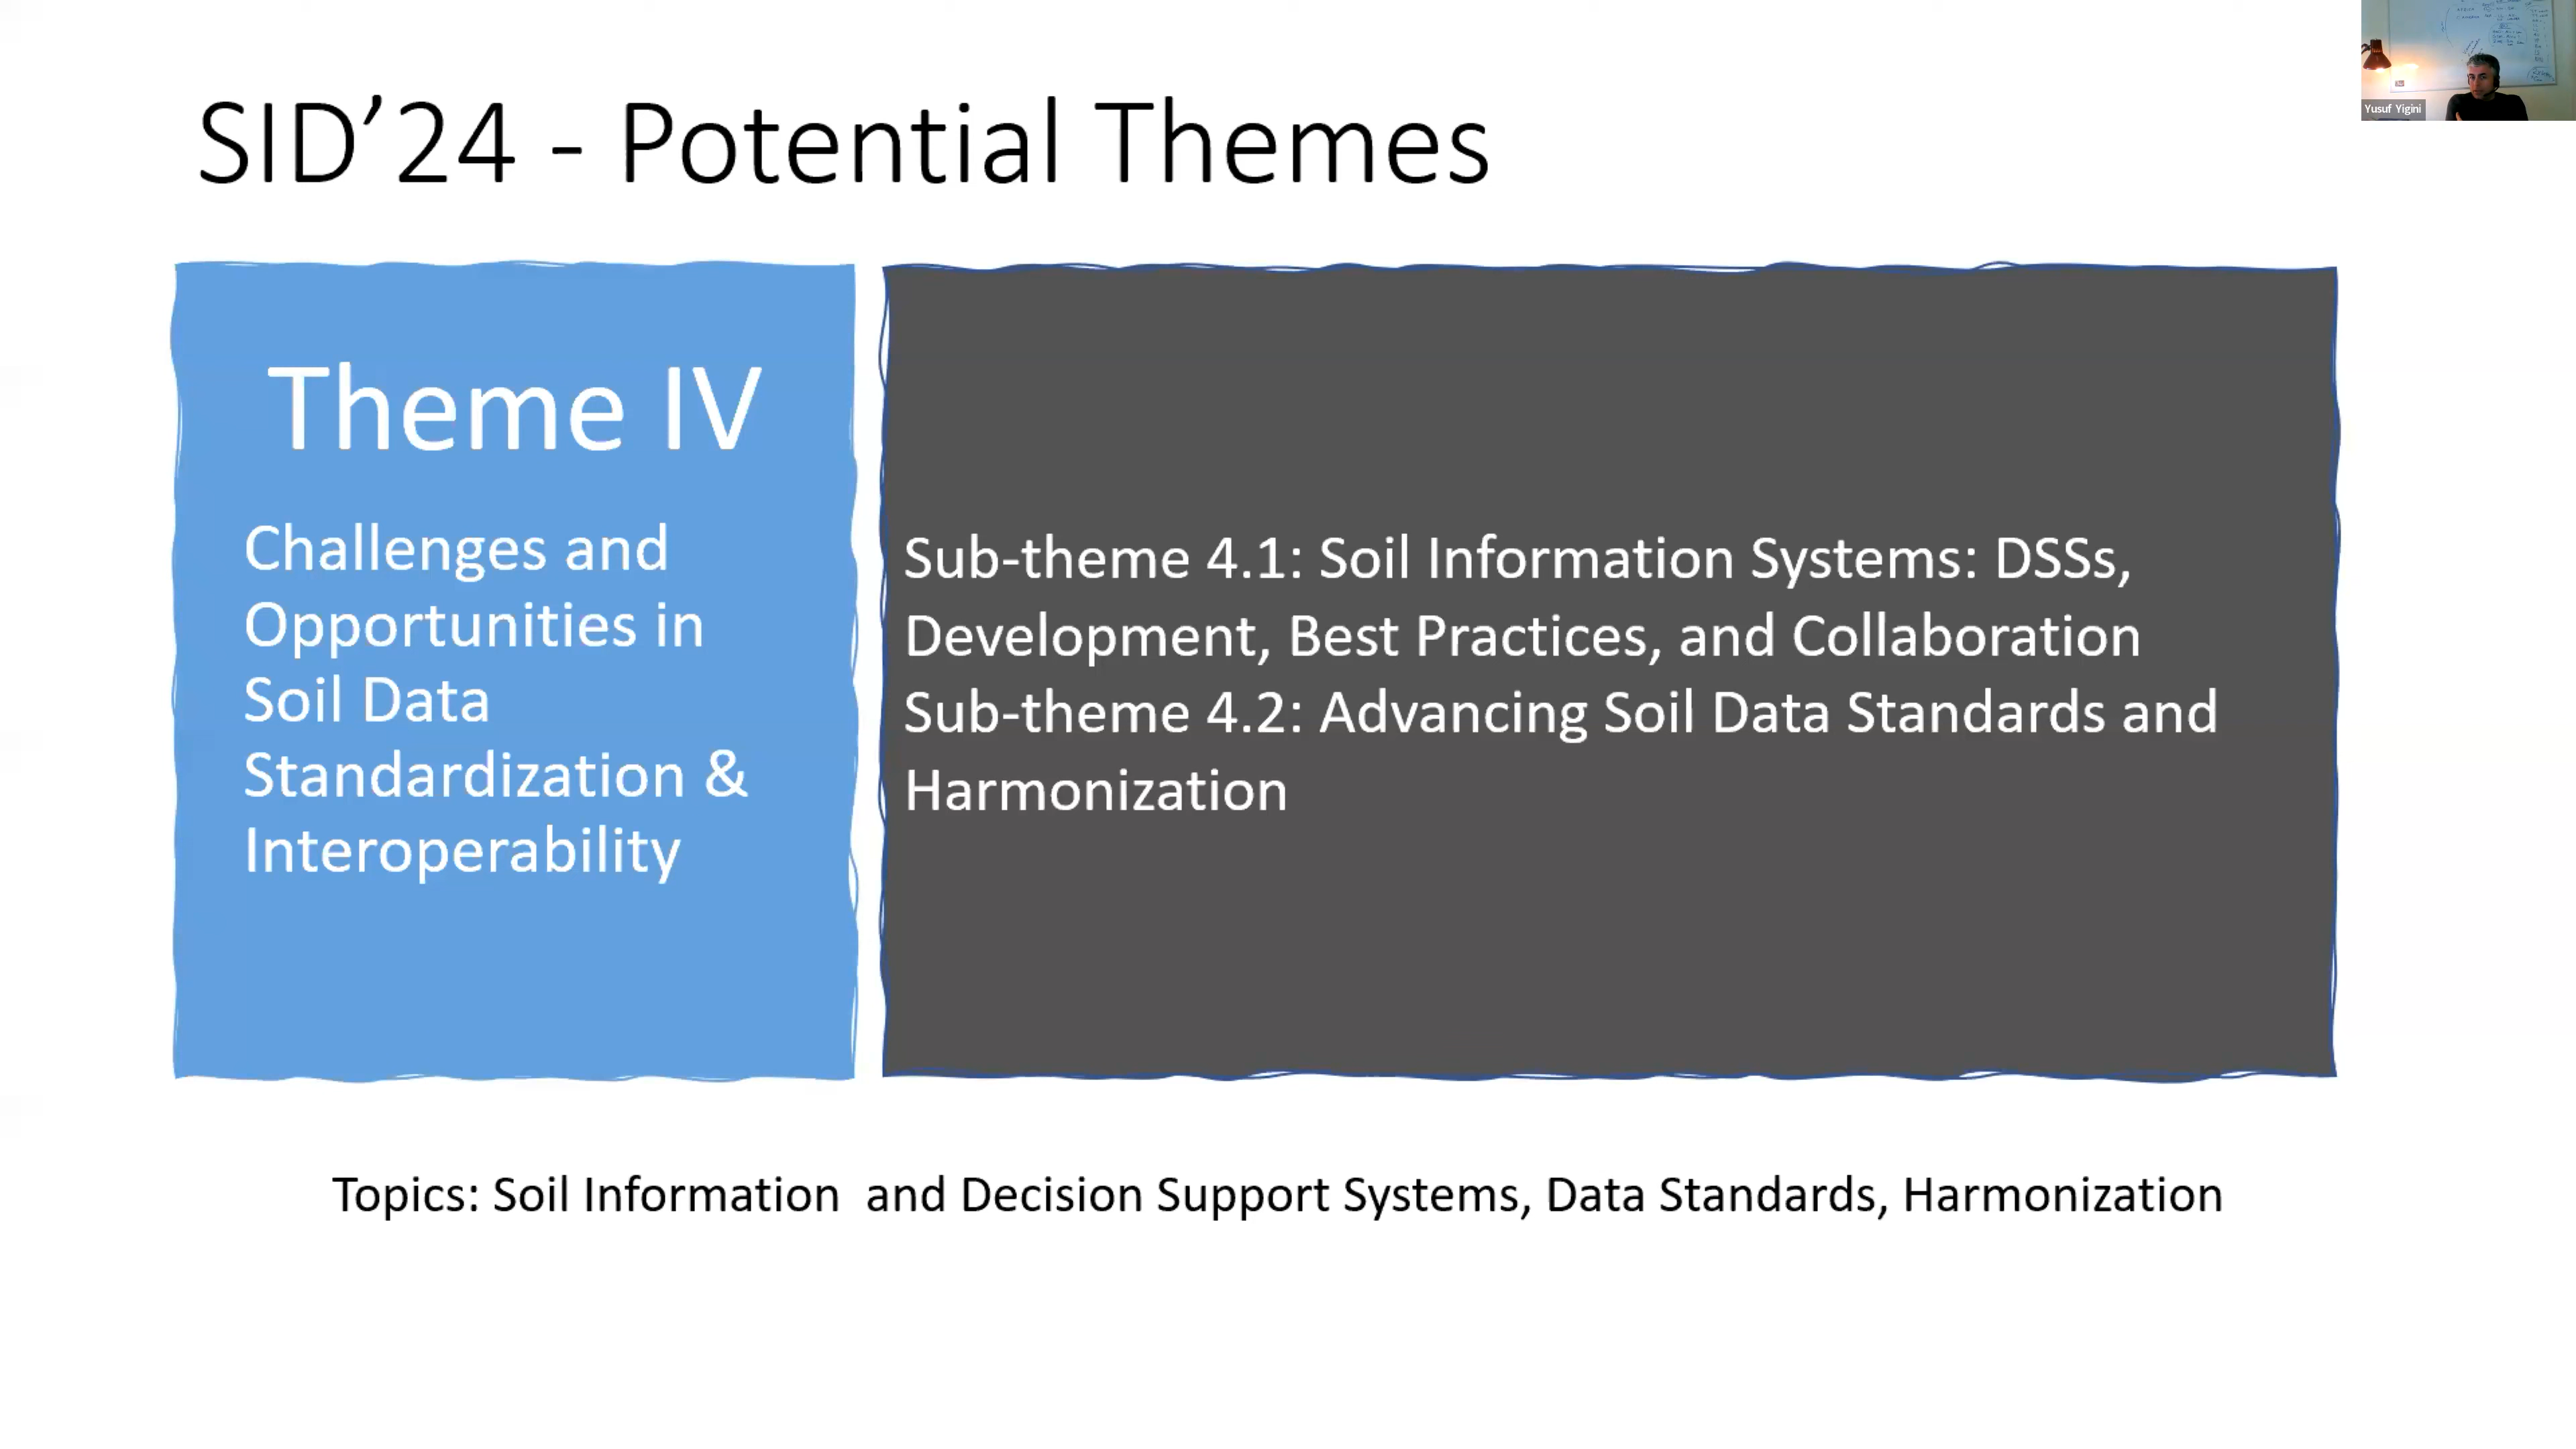 SID’24 - Potential Themes
Yusuf Yigini
Theme IV
Challenges and
Opportunities in
Soil Data
Standardization &
Interoperability
Sub-theme 4.1: Soil Information Systems: DSSs,
Development, Best Practices, and Collaboration
Sub-theme 4.2: Advancing Soil Data Standards and
Harmonization
Topics: Soil Information  and Decision Support Systems, Data Standards, Harmonization